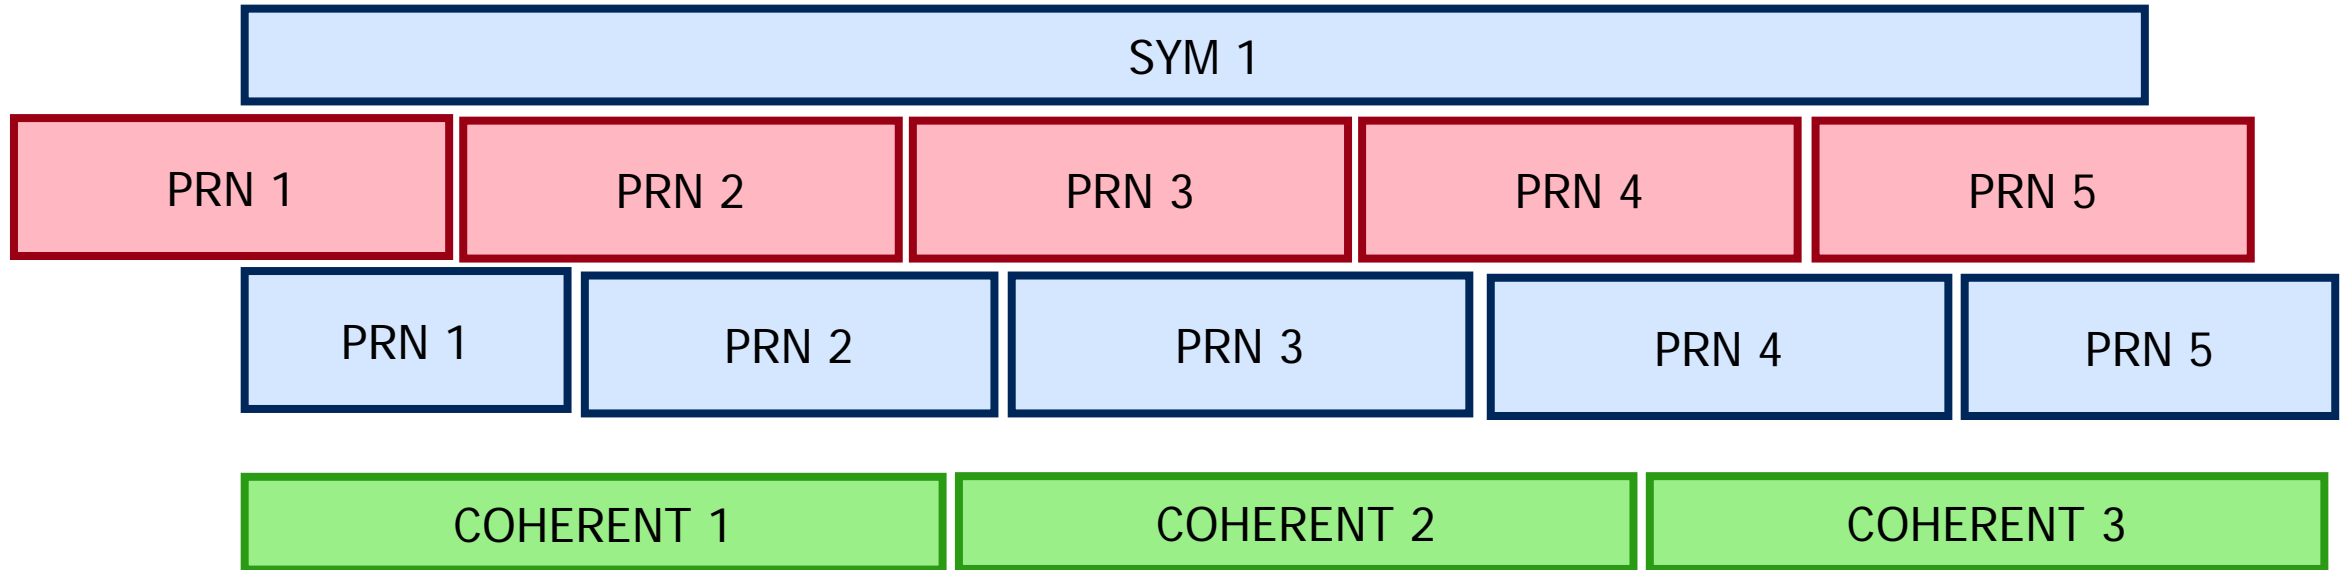 SYM 1
PRN 1 PRN 2 PRN 3 PRN 4 PRN 5
PRN 1 PRN 2 PRN 3 PRN 4 PRN 5
COHERENT 1 COHERENT 2 COHERENT 3